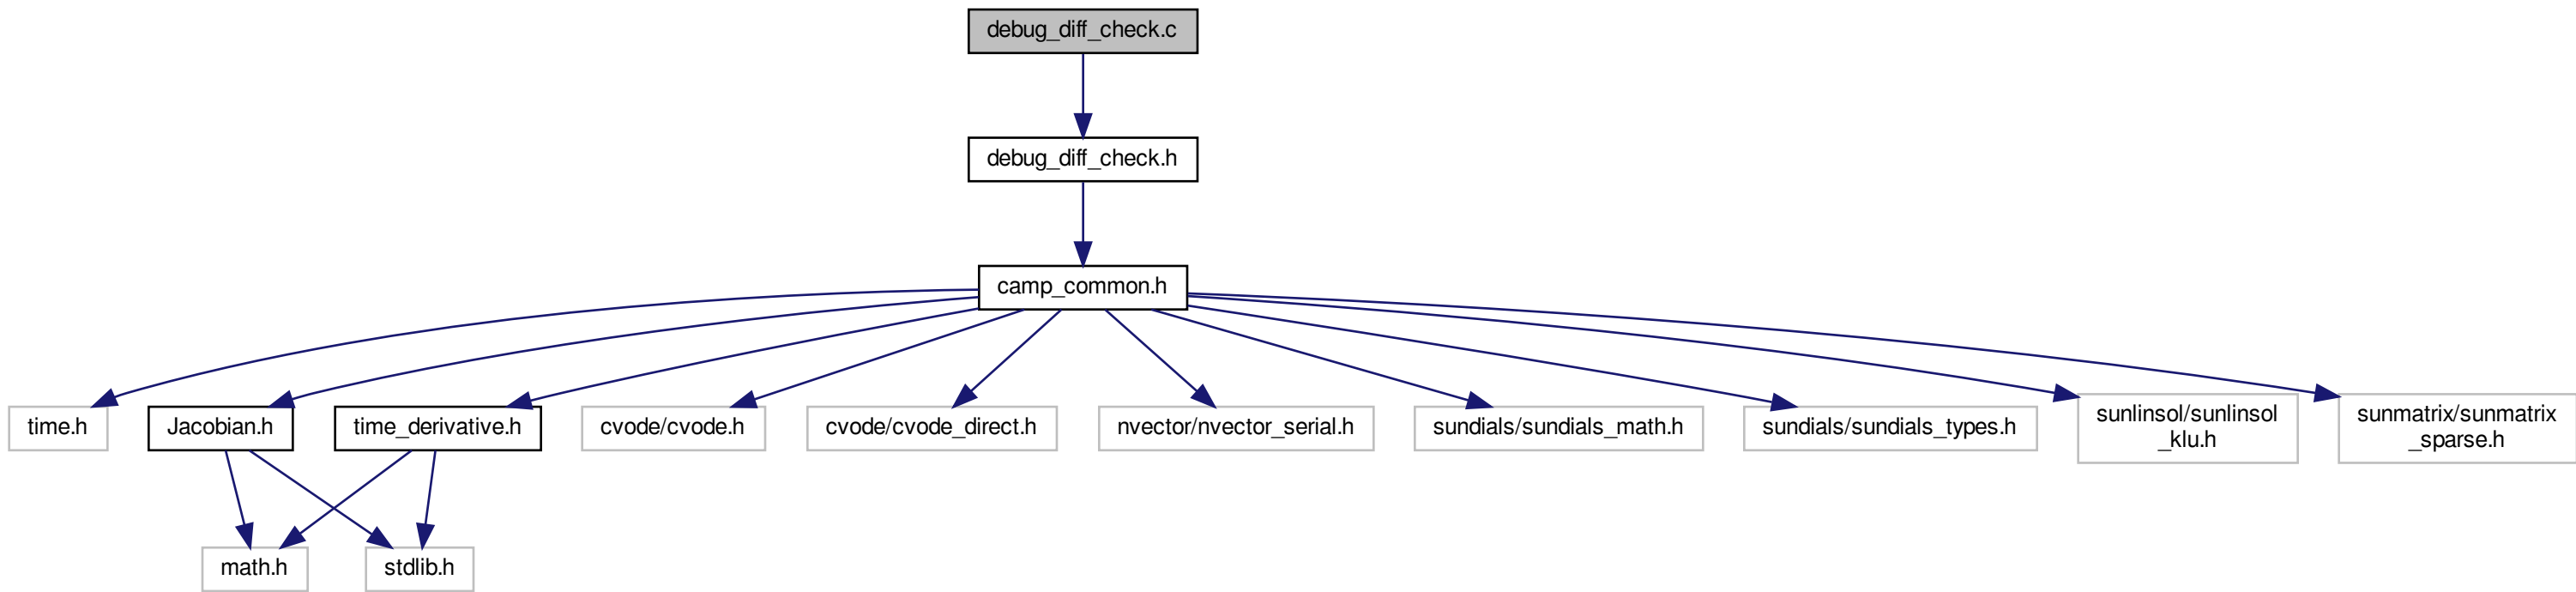 debug_diff_check.c
debug_diff_check.h
camp_common.h
time.h
Jacobian.h
time_derivative.h
cvode/cvode.h
cvode/cvode_direct.h
nvector/nvector_serial.h
sundials/sundials_math.h
sundials/sundials_types.h
sunlinsol/sunlinsol
_klu.h
sunmatrix/sunmatrix
_sparse.h
math.h
stdlib.h